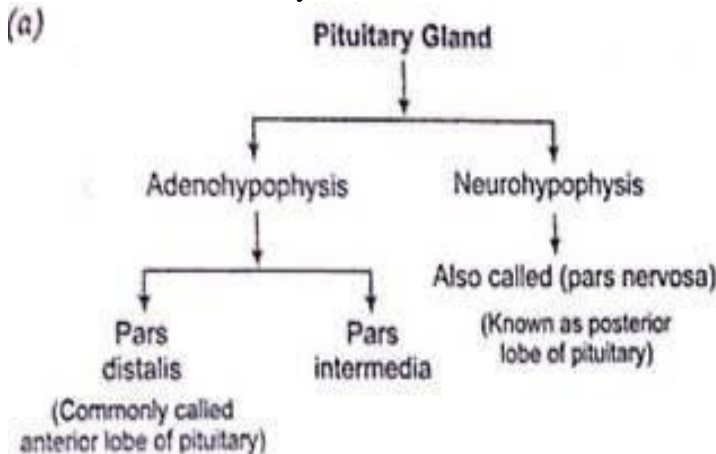 (a)
Pituitary Gland
Adenohypophysis
Neurohypophysis
Also called (pars nervosa)
(Known as posterior
lobe of pituitary)
Pars
distalis
(Commonly called
anterior lobe of pituitary)
Pars
intermedia